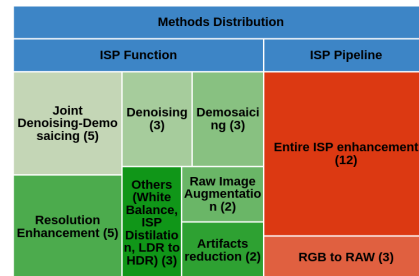 Methods Distribution
ISP Function
ISP Pipeline
Joint
Denoising-Demo
saicing (5)
Denoising
(3)
Demosaici
ng (3)
Entire ISP enhancement
(12)
Resolution
Enhancement (5)
Others
(White
Balance,
ISP
Distilatio
n, LDR to
HDR) (3)
Raw Image
Augmentatio
n (2)
Artifacts
reduction (2)
RGB to RAW (3)